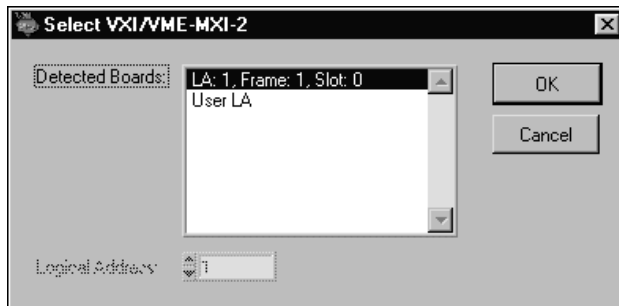 Select VXI/VME-MXI-2
Detected Boards:
LA: 1, Frame: 1, Slot: 0
User LA
OK
Cancel
Logical Address:
1